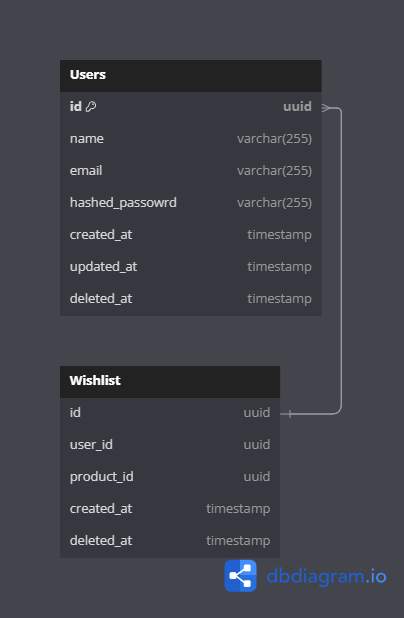 Users
id uuid
name varchar(255)
email varchar(255)
hashed_passowrd varchar(255)
created_at timestamp
updated_at timestamp
deleted_at timestamp
Wishlist
id uuid
user_id uuid
product_id uuid
created_at timestamp
deleted_at timestamp
dbdiagram.io